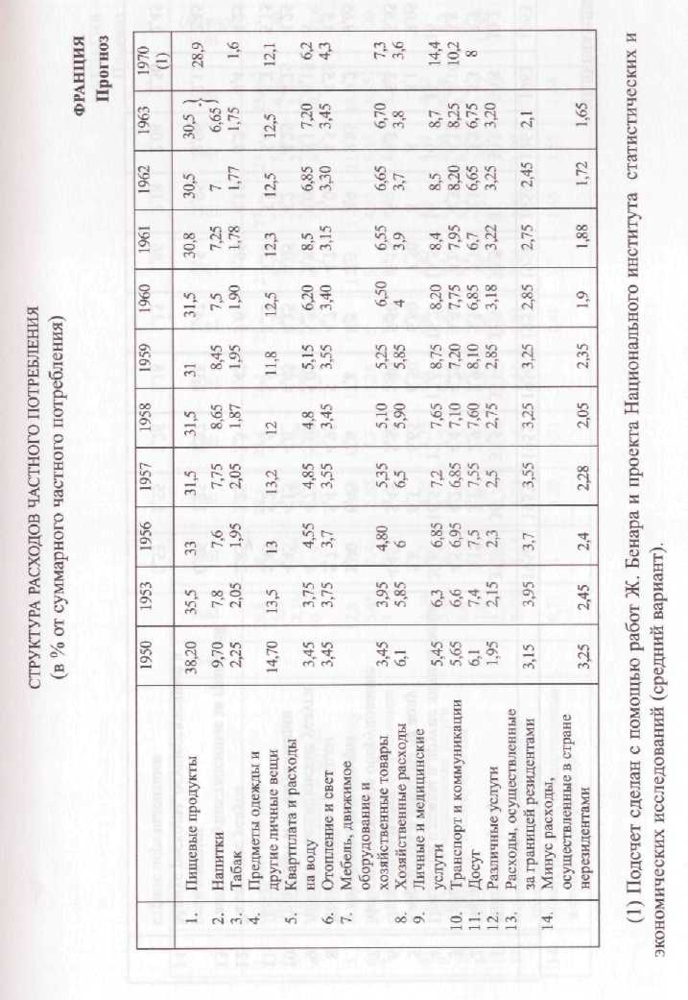 СТРУКТУРА РАСХОДОВ ЧАСТНОГО ПОТРЕБЛЕНИЯ
(в % от суммарного частного потребления)
ФРАНЦИЯ
Прогноз
1950 1953 1956 1957 1958 1959 1960 1961 1962 1963 1970 (1)
1. Пищевые продукты 38,20 35,5 33 31,5 31,5 31 31,5 30,8 30,5 30,5 } 28,9
2. Напитки 9,70 7,8 7,6 7,75 8,65 8,45 7,5 7,25 7 6,65
3. Табак 2,25 2,05 1,95 2,05 1,87 1,95 1,90 1,78 1,77 1,75 1,6
4. Предметы одежды и
другие личные вещи 14,70 13,5 13 13,2 12 11,8 12,5 12,3 12,5 12,5 12,1
5. Квартплата и расходы
на воду 3,45 3,75 4,55 4,85 4,8 5,15 6,20 8,5 6,85 7,20 6,2
6. Отопление и свет 3,45 3,75 3,7 3,55 3,45 3,55 3,40 3,15 3,30 3,45 4,3
7. Мебель, движимое
оборудование и
хозяйственные товары 3,45 3,95 4,80 5,35 5,10 5,25 6,50 6,55 6,65 6,70 7,3
8. Хозяйственные расходы 6,1 5,85 6 6,5 5,90 5,85 4 3,9 3,7 3,8 3,6
9. Личные и медицинские
услуги 5,45 6,3 6,85 7,2 7,65 8,75 8,20 8,4 8,5 8,7 14,4
10. Транспорт и коммуникации 5,65 6,6 6,95 6,85 7,10 7,20 7,75 7,95 8,20 8,25 10,2
11. Досуг 6,1 7,4 7,5 7,55 7,60 8,10 6,85 6,7 6,65 6,75 8
12. Различные услуги 1,95 2,15 2,3 2,5 2,75 2,85 3,18 3,22 3,25 3,20
13. Расходы, осуществленные
за границей резидентами 3,15 3,95 3,7 3,55 3,25 3,25 2,85 2,75 2,45 2,1
14. Минус расходы,
осуществленные в стране
нерезидентами 3,25 2,45 2,4 2,28 2,05 2,35 1,9 1,88 1,72 1,65
(1) Подсчет сделан с помощью работ Ж. Бенара и проекта Национального института статистических и
экономических исследований (средний вариант).